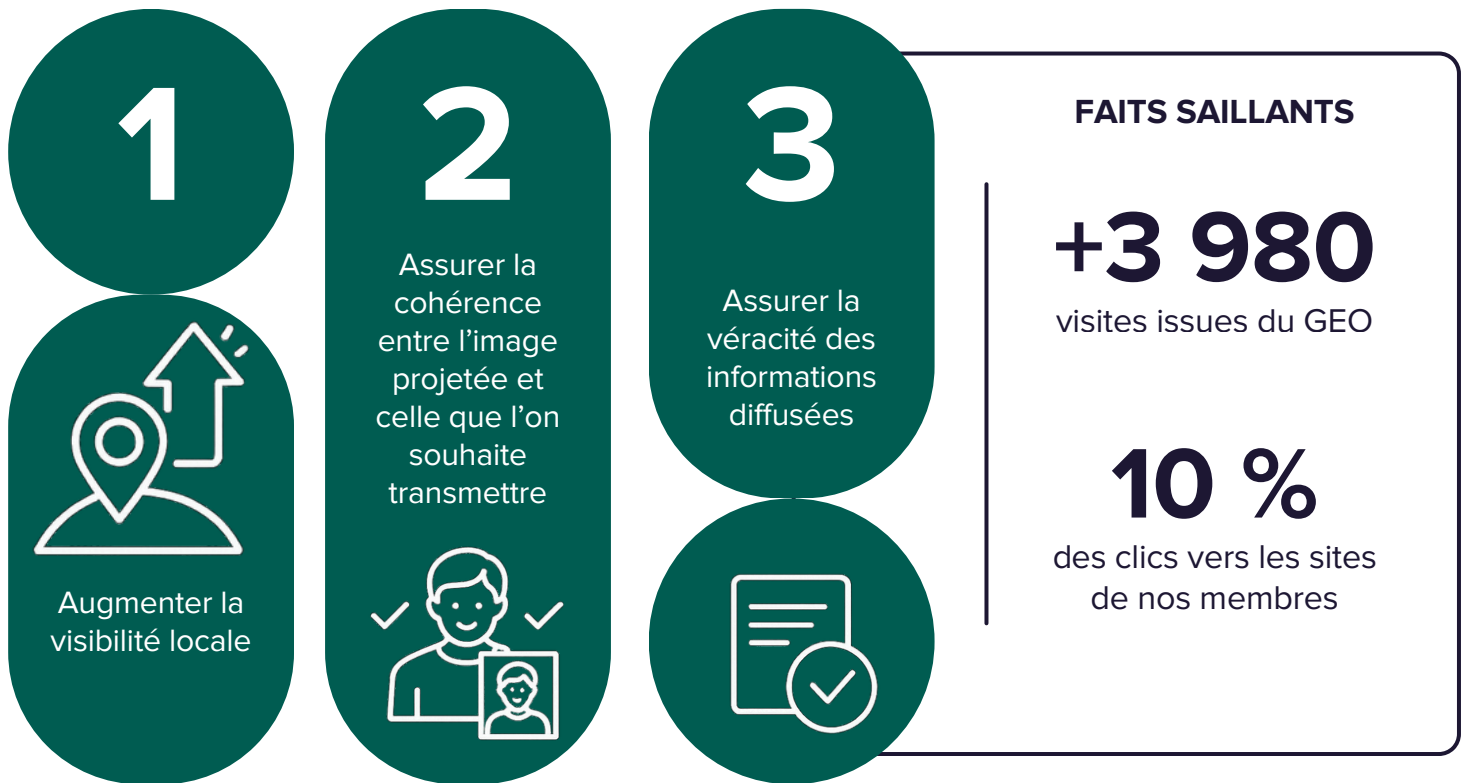 1
Augmenter la
visibilité locale
2
Assurer la
cohérence
entre l’image
projetée et
celle que l’on
souhaite
transmettre
3
Assurer la
véracité des
informations
diffusées
FAITS SAILLANTS
+3 980
visites issues du GEO
10 %
des clics vers les sites
de nos membres